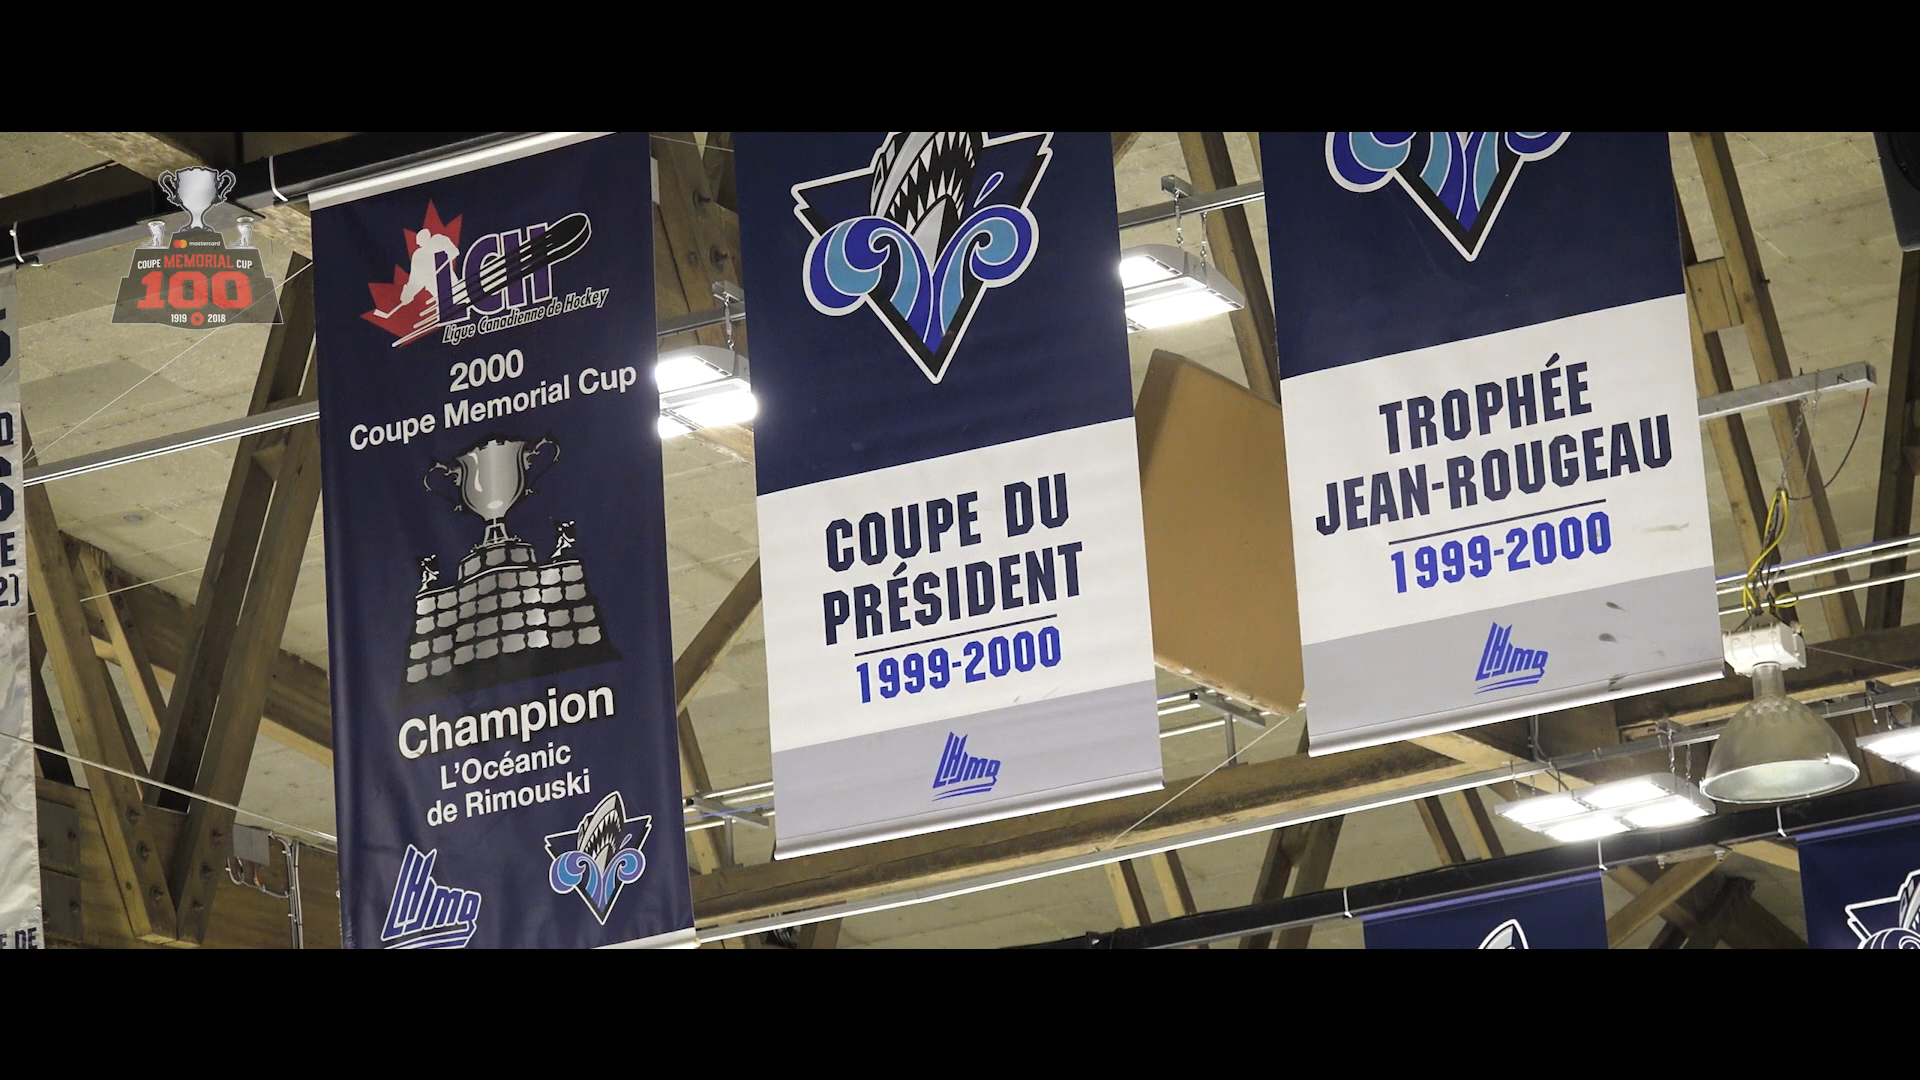 mastercard
COUPE MEMORIAL CUP
100
1919 2018
LCH
Ligue Canadienne de Hockey
2000
Coupe Memorial Cup
Champion
L'Océanic
de Rimouski
LHJMQ
COUPE DU
PRÉSIDENT
1999-2000
LHJMQ
TROPHÉE
JEAN-ROUGEAU
1999-2000
LHJMQ